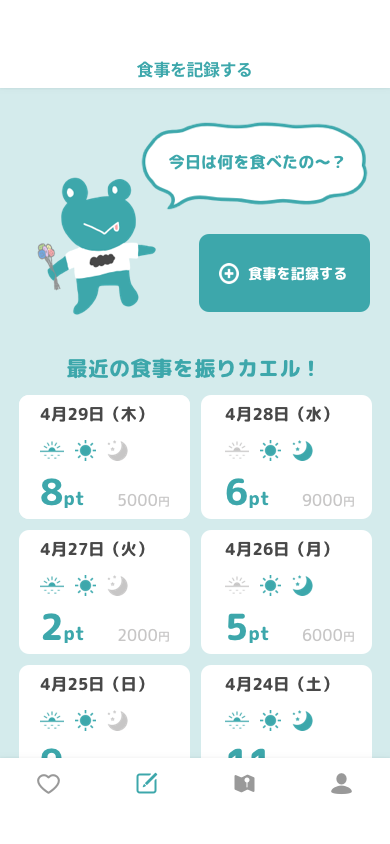 食事を記録する
今日は何を食べたの〜？
食事を記録する
最近の食事を振りカエル！
4月29日（木）
8pt 5000円
4月28日（水）
6pt 9000円
4月27日（火）
2pt 2000円
4月26日（月）
5pt 6000円
4月25日（日）
4月24日（土）
11